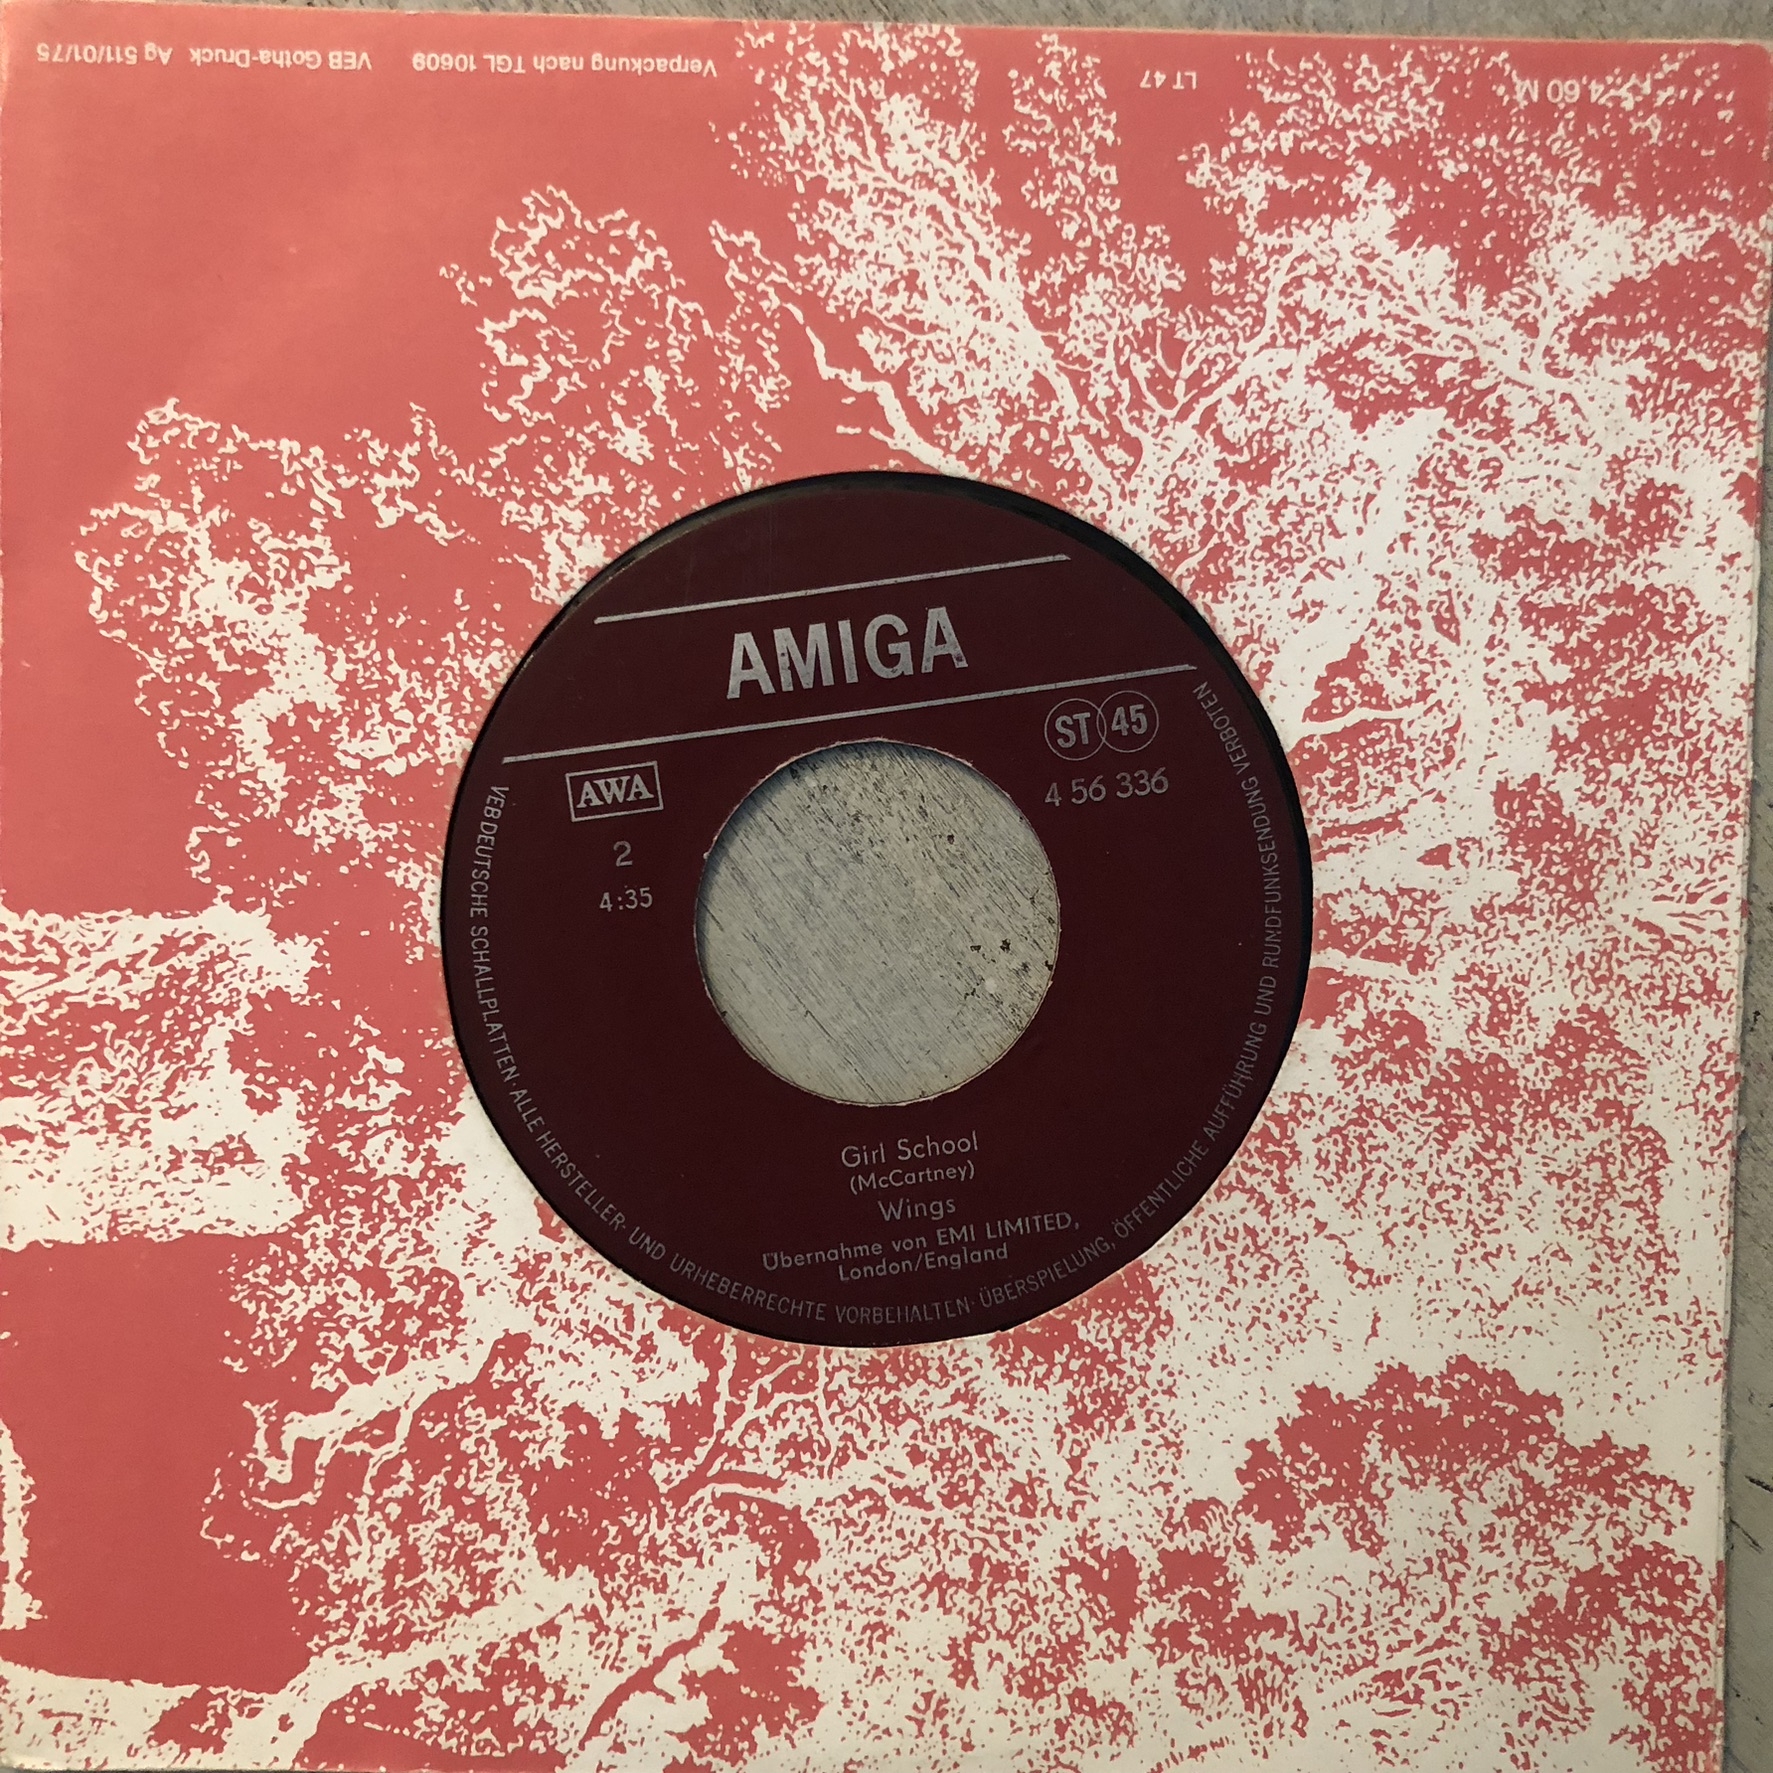 4,60 M
LT 47
Verpackung nach TGL 10609
VEB Gotha-Druck Ag 511/01/75
AMIGA
ST 45
AWA
4 56 336
2
4:35
Girl School
(McCartney)
Wings
Übernahme von EMI LIMITED,
London/England
VEB DEUTSCHE SCHALLPLATTEN · ALLE HERSTELLER- UND URHEBERRECHTE VORBEHALTEN · ÜBERSPIELUNG, ÖFFENTLICHE AUFFÜHRUNG UND RUNDFUNKSENDUNG VERBOTEN